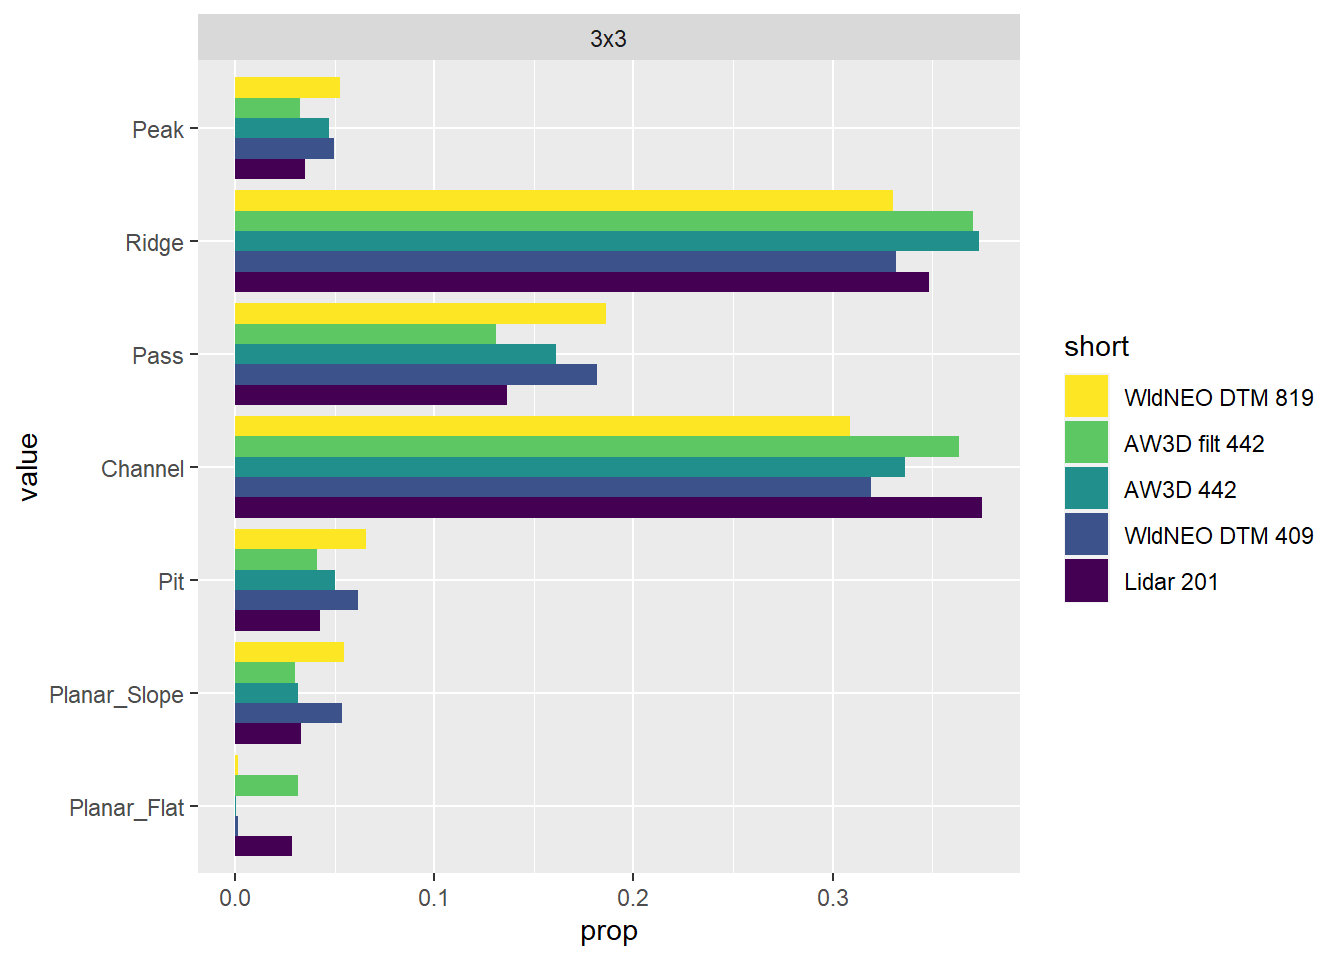 3x3
Peak
Ridge
Pass
Channel
Pit
Planar_Slope
Planar_Flat
value
0.0 0.1 0.2 0.3
prop
short
WldNEO DTM 819
AW3D filt 442
AW3D 442
WldNEO DTM 409
Lidar 201